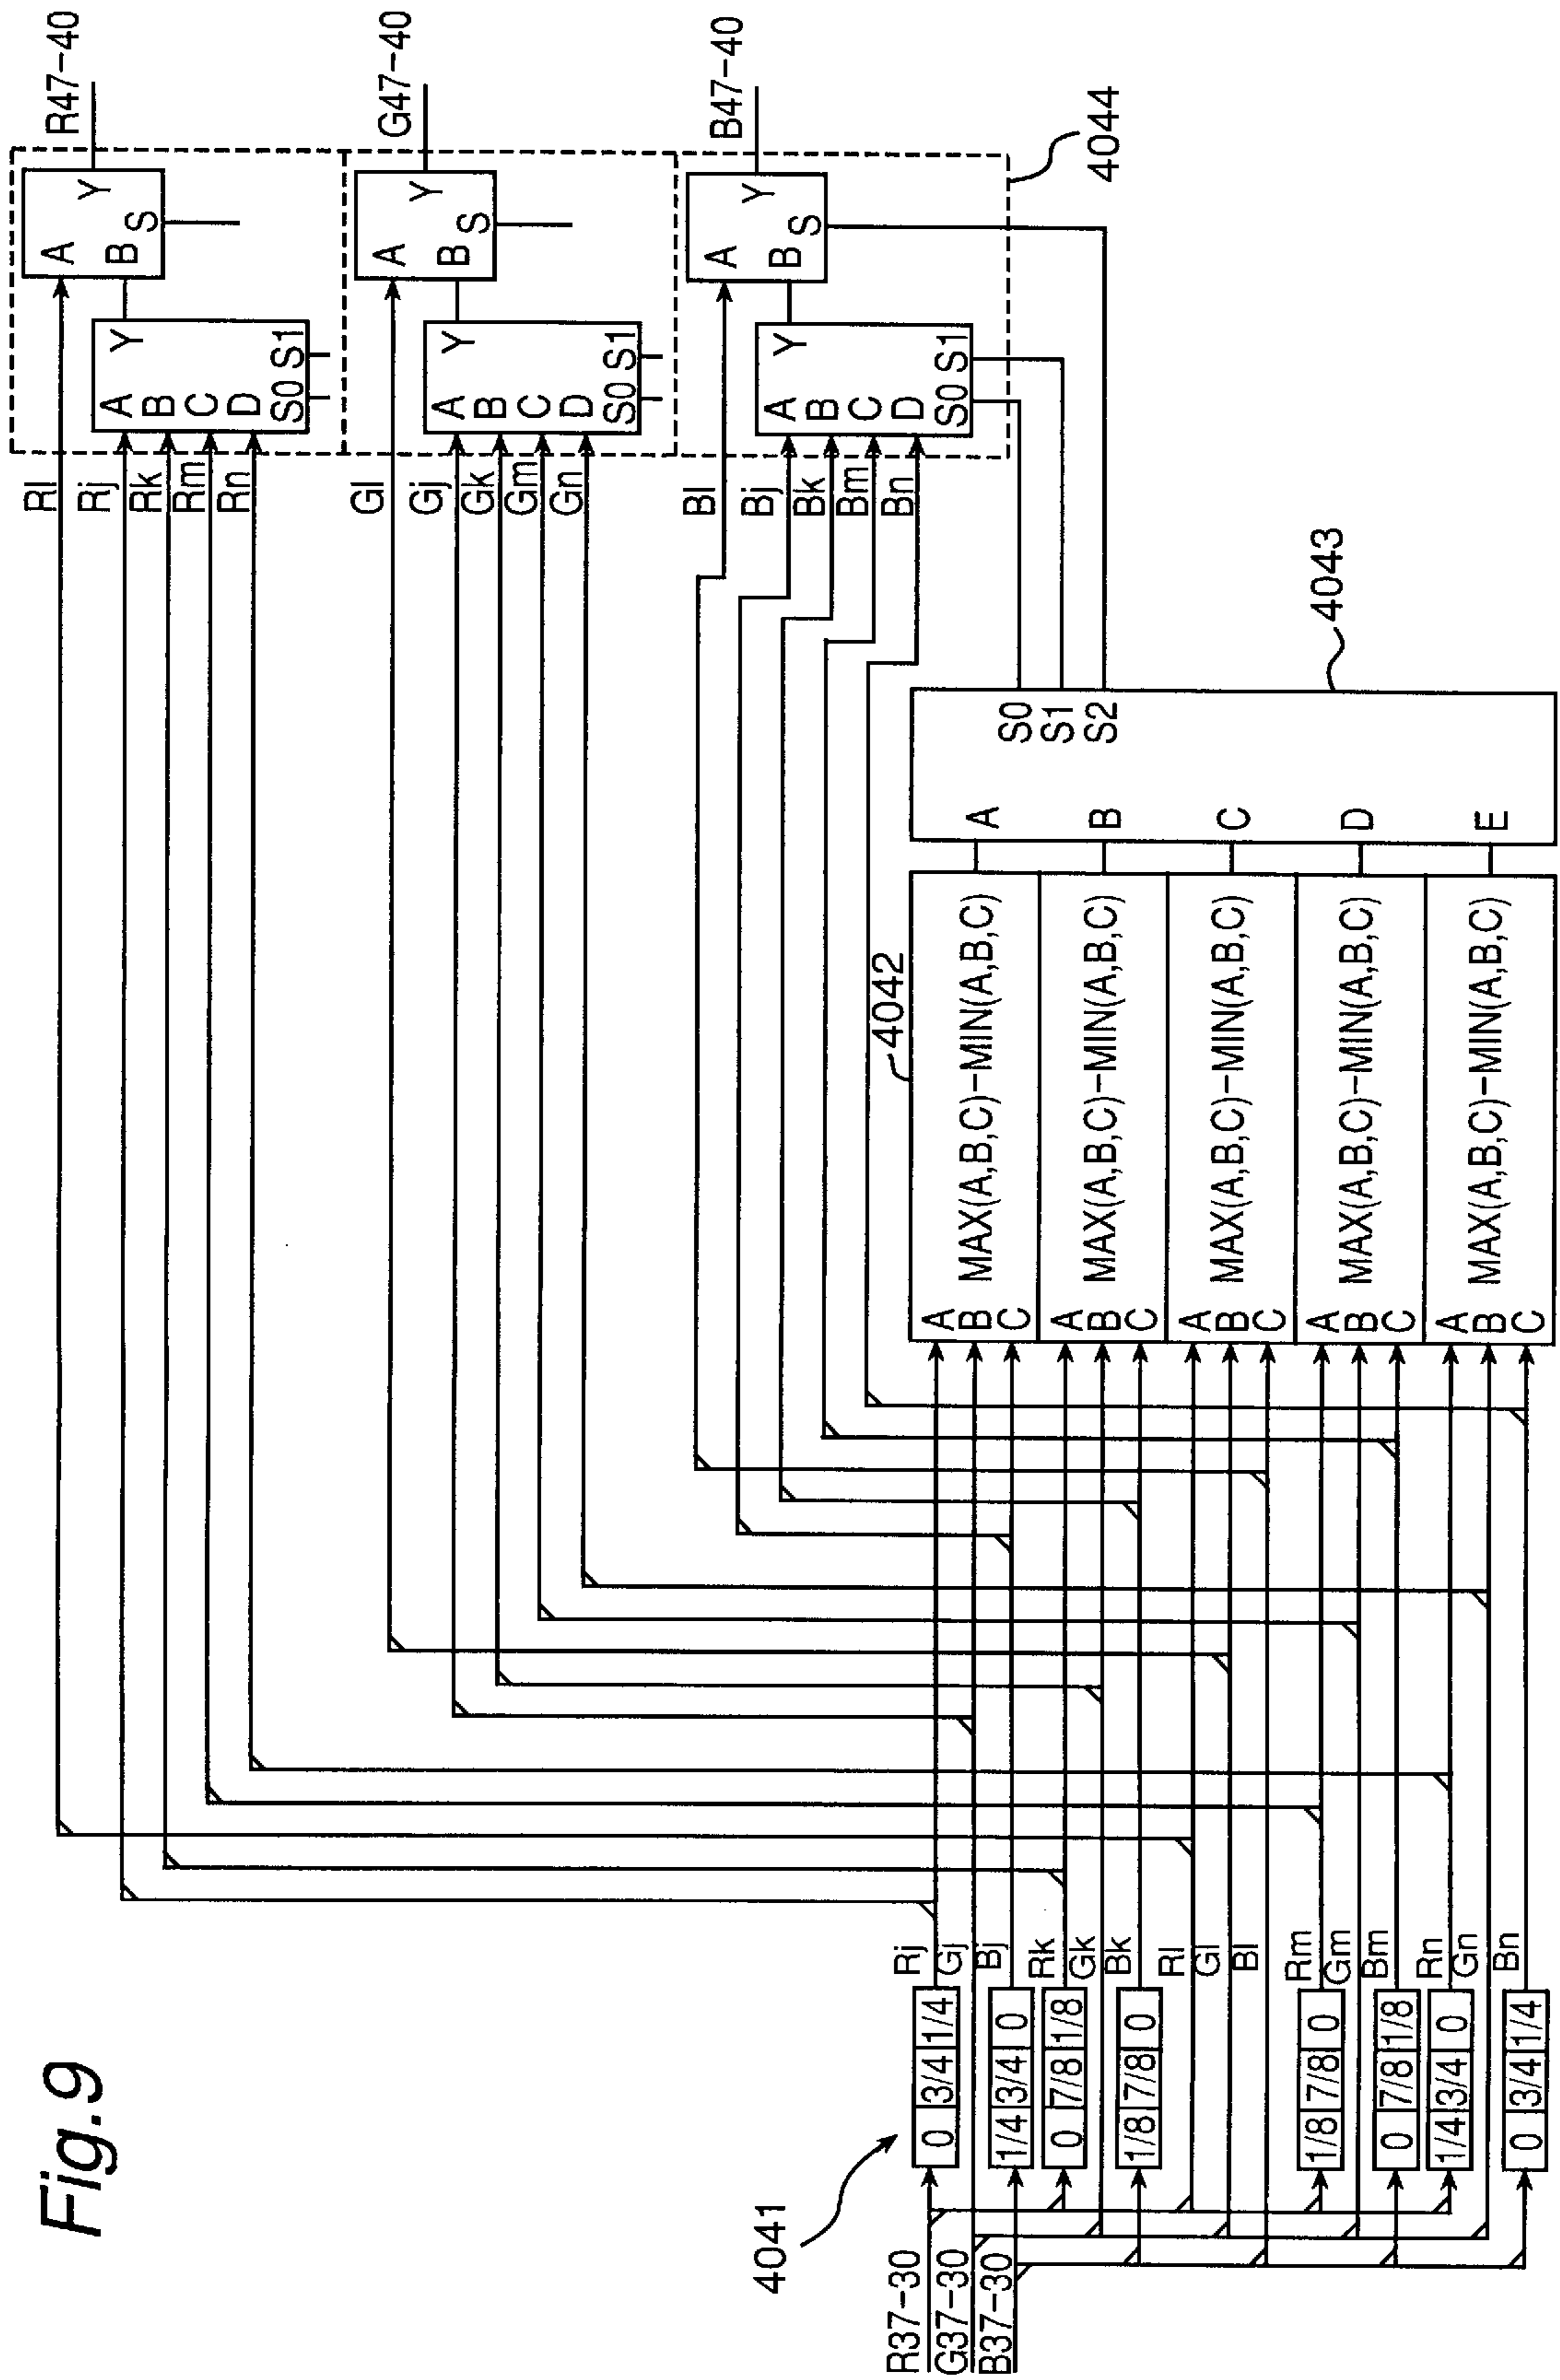 Fig.9
4041
R37-30
G37-30
B37-30
0 3/4 1/4
1/4 3/4 0
0 7/8 1/8
1/8 7/8 0
1/8 7/8 0
0 7/8 1/8
1/4 3/4 0
0 3/4 1/4
Rj
Gj
Bj
Rk
Gk
Bk
Rl
Gl
Bl
Rm
Gm
Bm
Rn
Gn
Bn
4042
A
B MAX(A,B,C)-MIN(A,B,C)
C
A
B MAX(A,B,C)-MIN(A,B,C)
C
A
B MAX(A,B,C)-MIN(A,B,C)
C
A
B MAX(A,B,C)-MIN(A,B,C)
C
A
B MAX(A,B,C)-MIN(A,B,C)
C
4043
A
B
C
D
E
S0
S1
S2
Rl
Rj
Rk
Rm
Rn
A
B
C
D
S0 S1
Y
A
B
S
Y
R47-40
Gl
Gj
Gk
Gm
Gn
A
B
C
D
S0 S1
Y
A
B
S
Y
G47-40
Bl
Bj
Bk
Bm
Bn
A
B
C
D
S0 S1
Y
A
B
S
Y
B47-40
4044